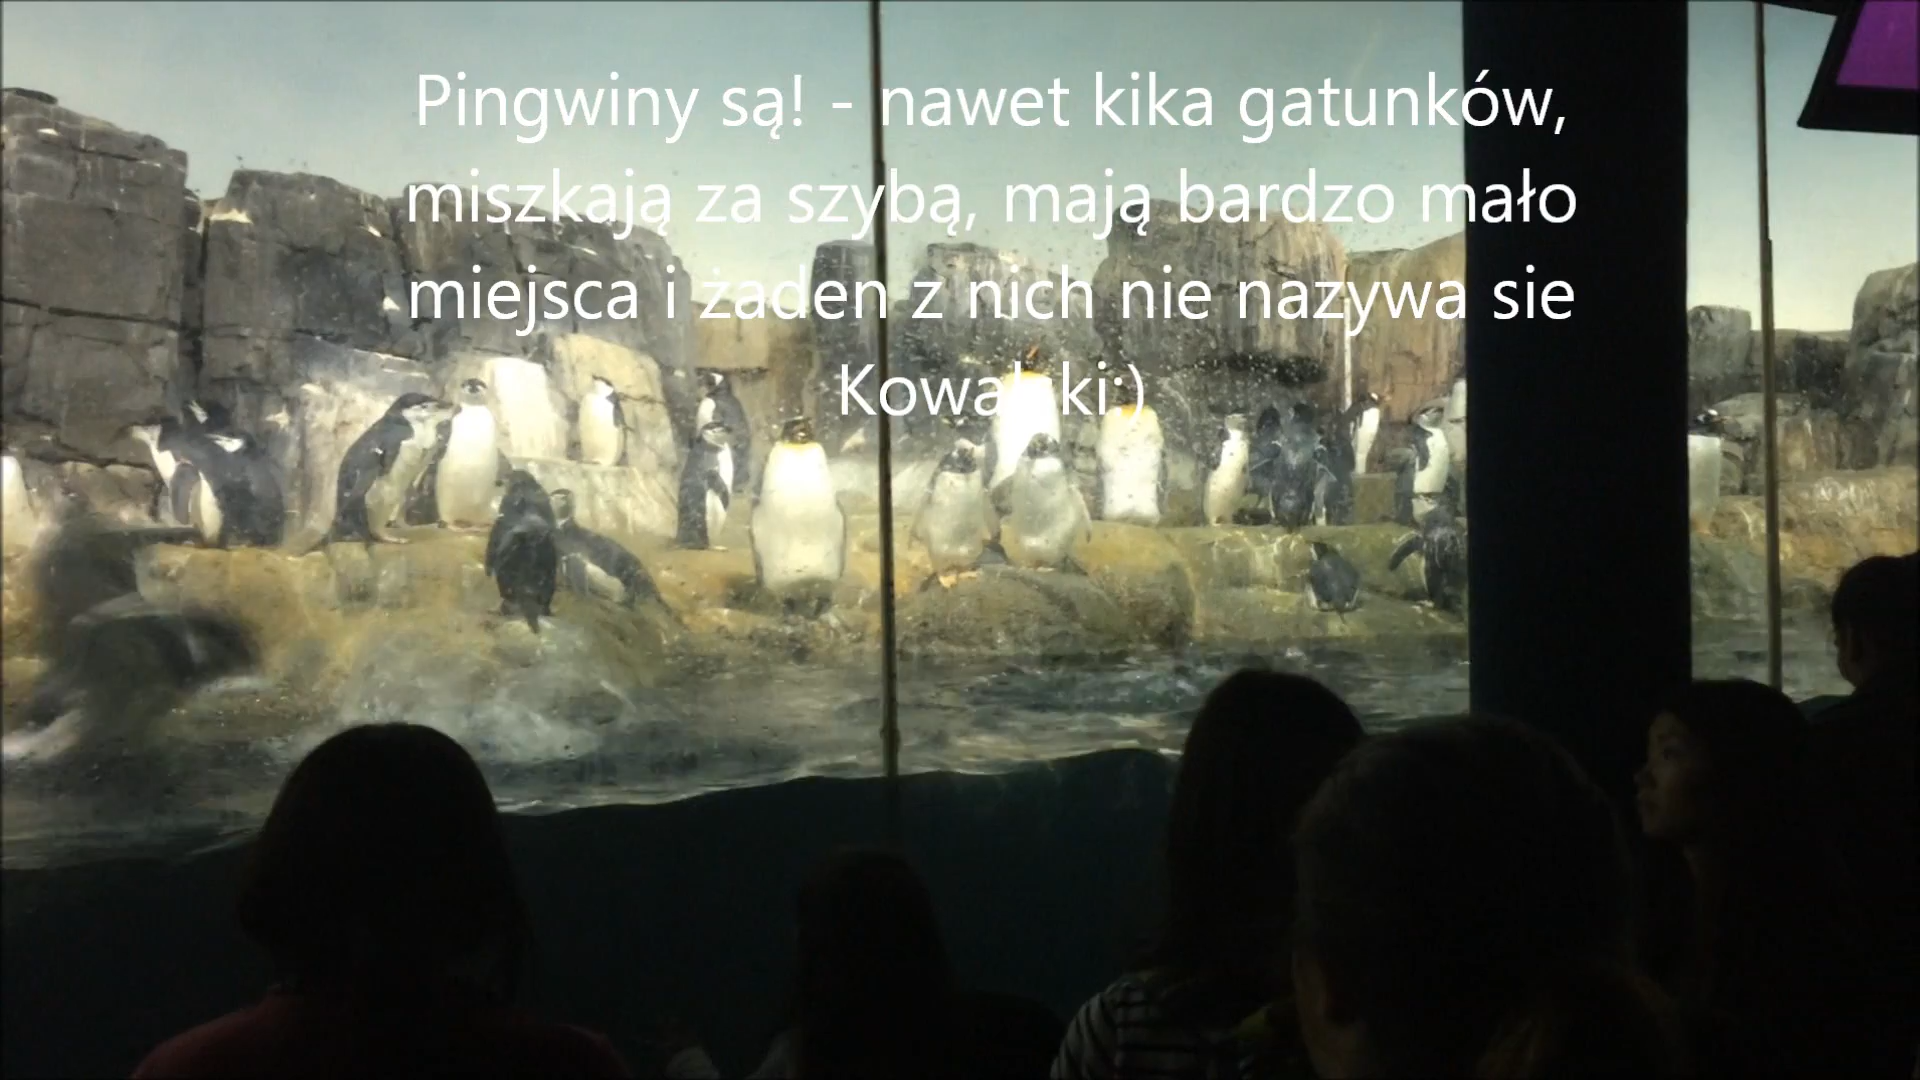 Pingwiny są! - nawet kika gatunków,
miszkają za szybą, mają bardzo mało
miejsca i żaden z nich nie nazywa sie
Kowalski:)